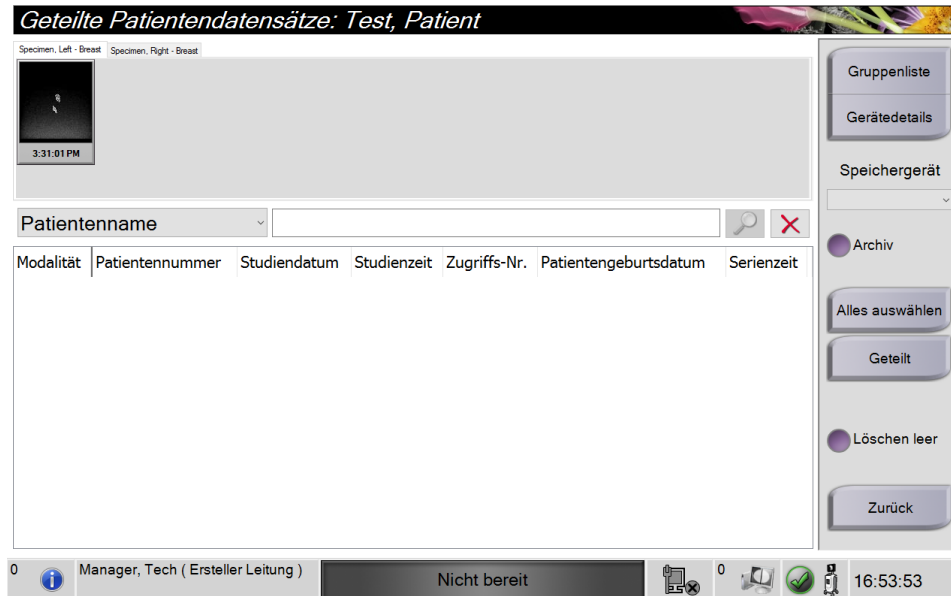 Geteilte Patientendatensätze: Test, Patient
Specimen, Left - Breast Specimen, Right - Breast
3:31:01 PM
Gruppenliste
Gerätedetails
Speichergerät
Patientenname
Archiv
Modalität Patientennummer Studiendatum Studienzeit Zugriffs-Nr. Patientengeburtsdatum Serienzeit
Alles auswählen
Geteilt
Löschen leer
Zurück
0 Manager, Tech ( Ersteller Leitung ) Nicht bereit 0 16:53:53